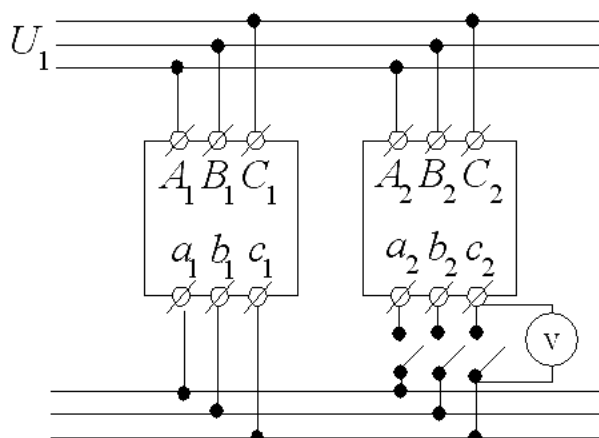 U₁
A₁ B₁ C₁ A₂ B₂ C₂
a₁ b₁ c₁ a₂ b₂ c₂
V